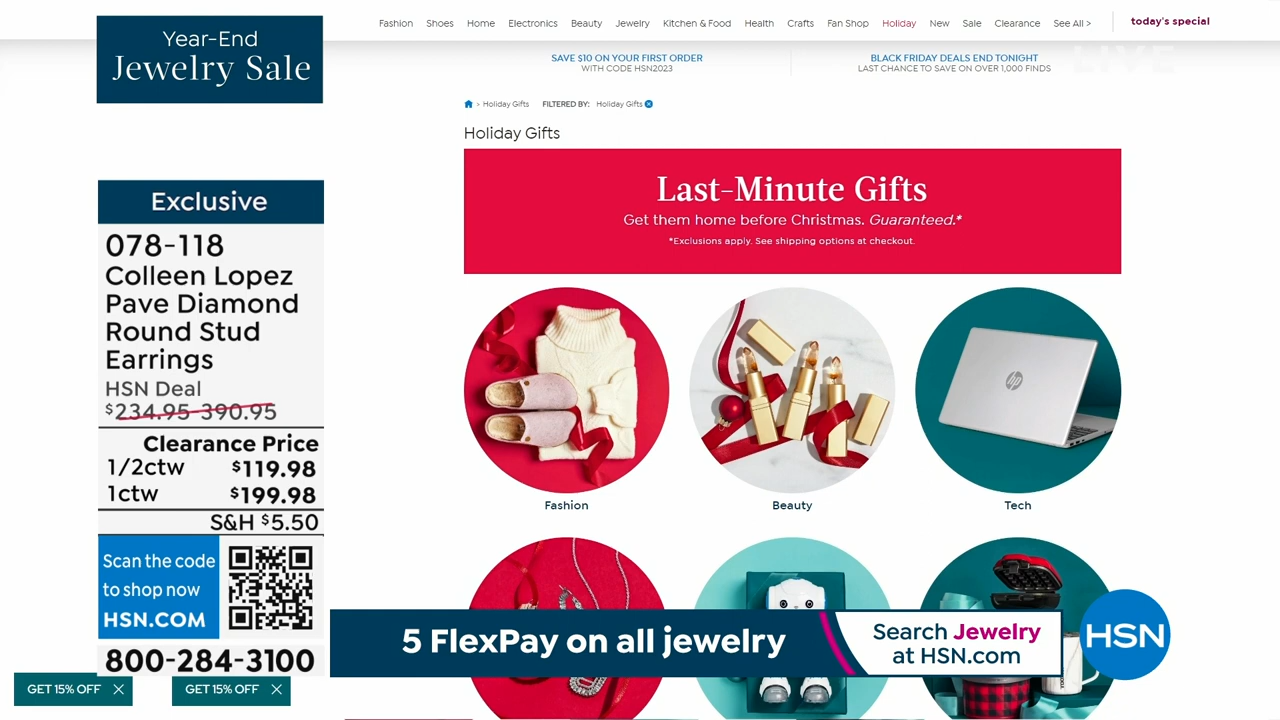 Year-End
Jewelry Sale
Fashion Shoes Home Electronics Beauty Jewelry Kitchen & Food Health Crafts Fan Shop Holiday New Sale Clearance See All > today's special
LIVE
SAVE $10 ON YOUR FIRST ORDER
WITH CODE HSN2023
BLACK FRIDAY DEALS END TONIGHT
LAST CHANCE TO SAVE ON OVER 1,000 FINDS
> Holiday Gifts FILTERED BY: Holiday Gifts
Holiday Gifts
Last-Minute Gifts
Get them home before Christmas. Guaranteed.*
*Exclusions apply. See shipping options at checkout.
Exclusive
078-118
Colleen Lopez
Pave Diamond
Round Stud
Earrings
HSN Deal
$234.95-390.95
Clearance Price
1/2ctw $119.98
1ctw $199.98
S&H $5.50
Scan the code
to shop now
HSN.COM
800-284-3100
hp
Fashion
Beauty
Tech
5 FlexPay on all jewelry
Search Jewelry
at HSN.com
HSN
GET 15% OFF
GET 15% OFF